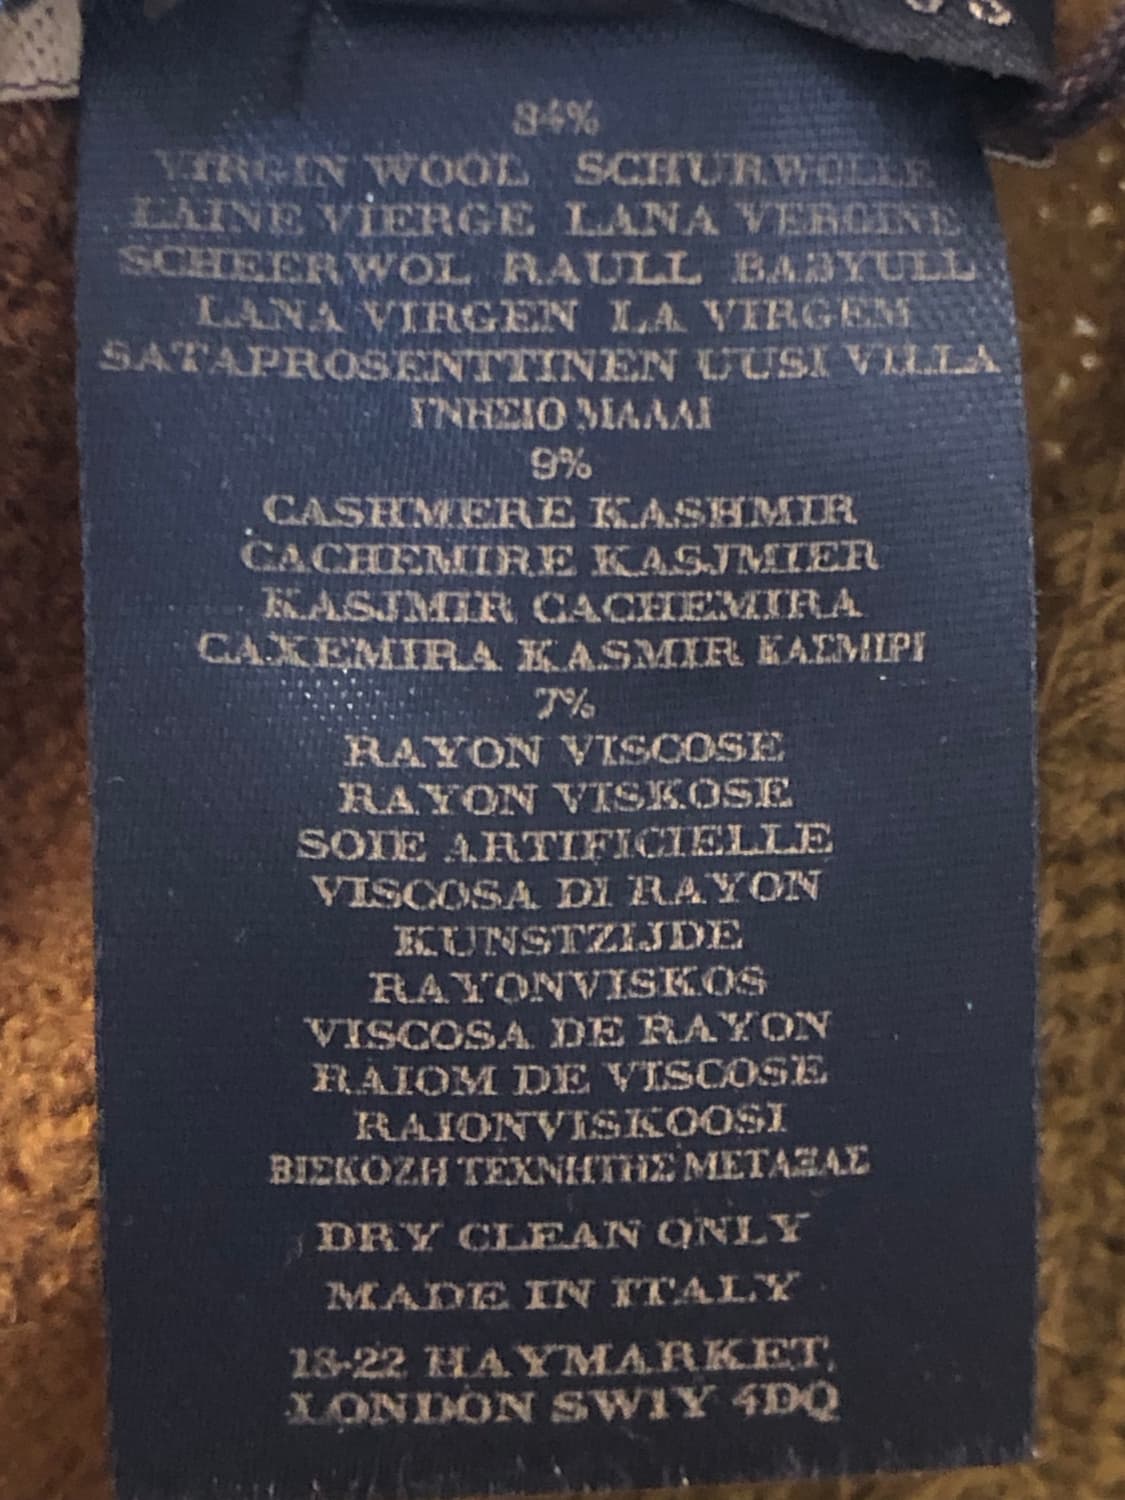 84%
VIRGIN WOOL SCHURWOLLE
LAINE VIERGE LANA VERGINE
SCHEERWOL RAULL BABYULL
LANA VIRGEN LA VIRGEM
SATAPROSENTTINEN UUSI VILLA
ΓΝΗΣΙΟ ΜΑΛΛΙ
9%
CASHMERE KASHMIR
CACHEMIRE KASJMIER
KASJMIR CACHEMIRA
CAXEMIRA KASMIR ΚΑΣΜΙΡΙ
7%
RAYON VISCOSE
RAYON VISKOSE
SOIE ARTIFICIELLE
VISCOSA DI RAYON
KUNSTZIJDE
RAYONVISKOS
VISCOSA DE RAYON
RAIOM DE VISCOSE
RAIONVISKOOSI
ΒΙΣΚΟΖΗ ΤΕΧΝΗΤΗΣ ΜΕΤΑΞΑΣ
DRY CLEAN ONLY
MADE IN ITALY
18-22 HAYMARKET,
LONDON SW1Y 4DQ